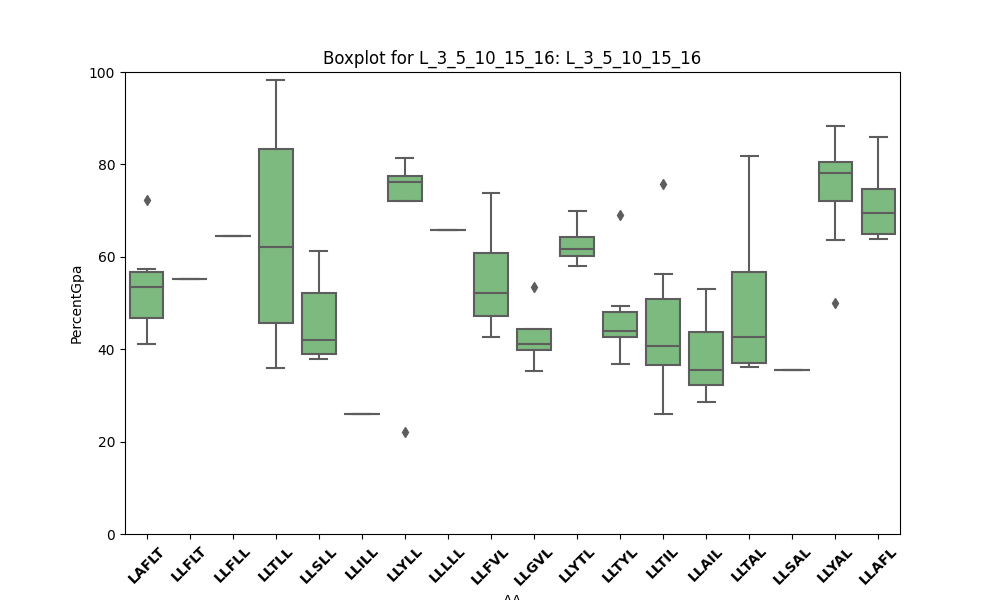 Boxplot for L_3_5_10_15_16: L_3_5_10_15_16
PercentGpa
100
80
60
40
20
0
LAFLT LLFLT LLFLL LLTLL LLSLL LLILL LLYLL LLLLL LLFVL LLGVL LLYTL LLTYL LLTIL LLAIL LLTAL LLSAL LLYAL LLAFL
AA